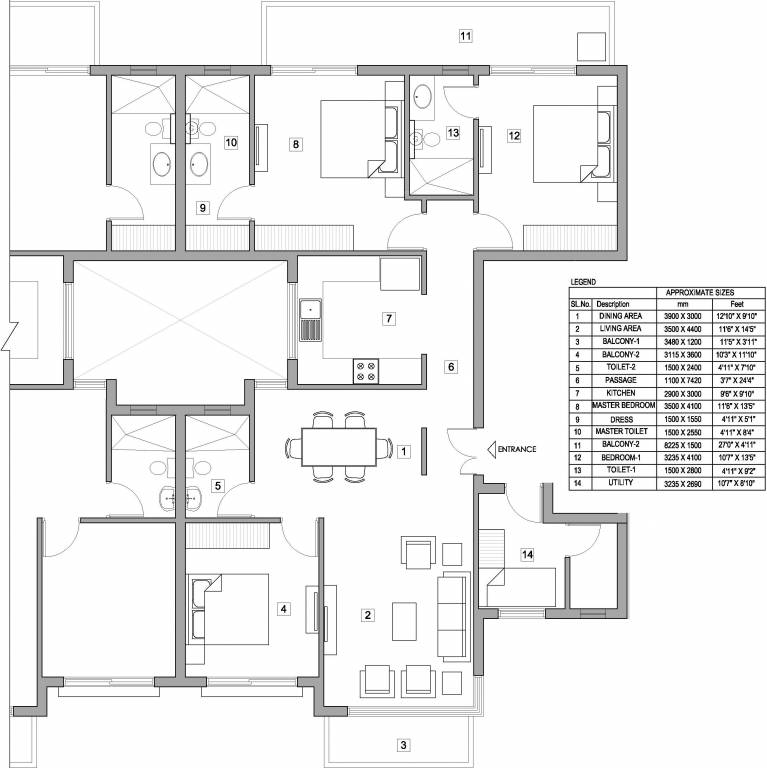 11
10
8
13
12
9
7
6
1
ENTRANCE
5
14
4
2
3
LEGEND
APPROXIMATE SIZES
SL.No. Description mm Feet
1 DINING AREA 3900 X 3000 12'10" X 9'10"
2 LIVING AREA 3500 X 4400 11'6" X 14'5"
3 BALCONY-1 3480 X 1200 11'5" X 3'11"
4 BALCONY-2 3115 X 3600 10'3" X 11'10"
5 TOILET-2 1500 X 2400 4'11" X 7'10"
6 PASSAGE 1100 X 7420 3'7" X 24'4"
7 KITCHEN 2900 X 3000 9'6" X 9'10"
8 MASTER BEDROOM 3500 X 4100 11'6" X 13'5"
9 DRESS 1500 X 1550 4'11" X 5'1"
10 MASTER TOILET 1500 X 2550 4'11" X 8'4"
11 BALCONY-2 8225 X 1500 27'0" X 4'11"
12 BEDROOM-1 3235 X 4100 10'7" X 13'5"
13 TOILET-1 1500 X 2800 4'11" X 9'2"
14 UTILITY 3235 X 2690 10'7" X 8'10"